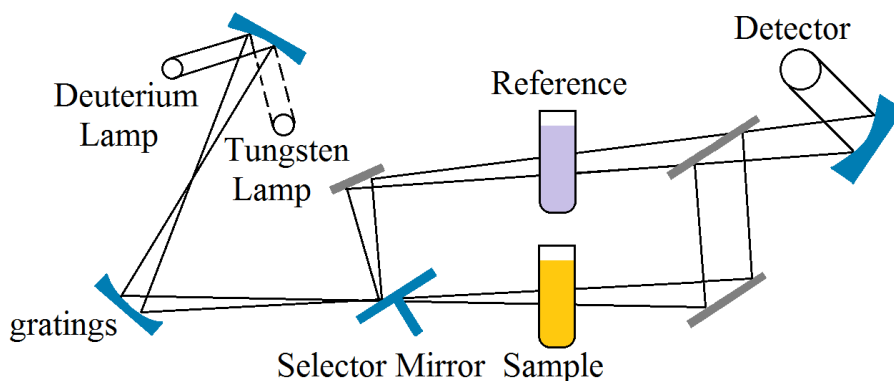 Detector
Reference
Deuterium
Lamp
Tungsten
Lamp
gratings
Selector Mirror
Sample